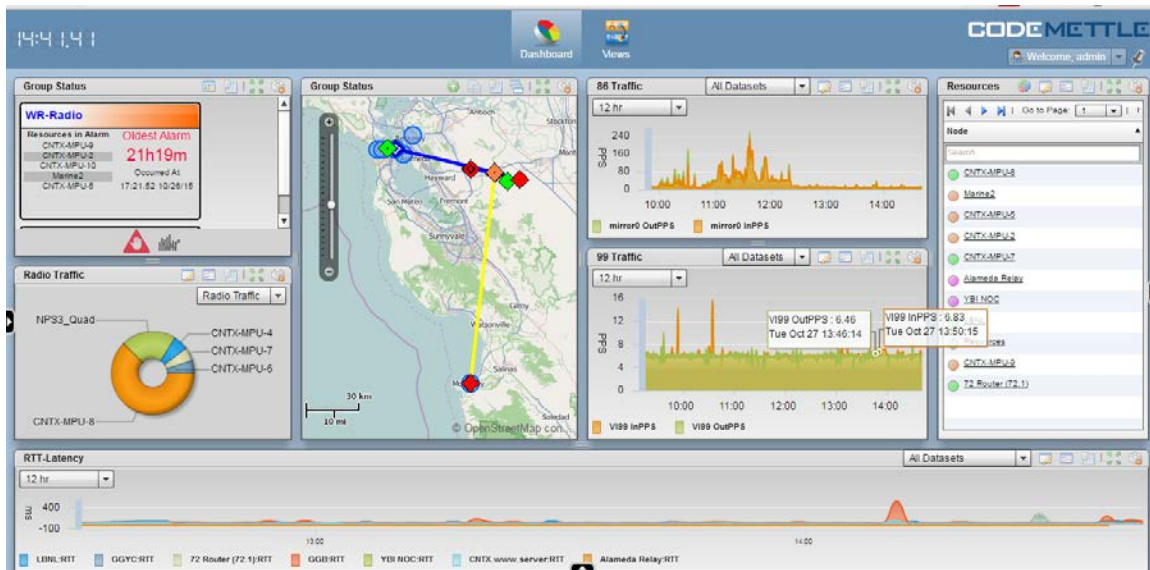 14:41.41
Dashboard
Views
CODEMETTLE
Welcome, admin
Group Status
WR-Radio
Resources in Alarm
CNTX-MPU-9
CNTX-MPU-2
CNTX-MPU-10
Marine2
CNTX-MPU-5
Oldest Alarm
21h19m
Occurred At
17:21.52 10/26/15
Radio Traffic
Radio Traffic
NPS3_Quad
CNTX-MPU-4
CNTX-MPU-7
CNTX-MPU-6
CNTX-MPU-8
Group Status
Antioch
Stockton
Hayward
San Mateo
Fremont
Sunnyvale
Gilroy
Watsonville
Salinas
Soledad
30 km
10 mi
© OpenStreetMap con...
86 Traffic
All Datasets
12 hr
PPS
240
160
80
0
10:00 11:00 12:00 13:00 14:00
mirror0 OutPPS mirror0 InPPS
99 Traffic
All Datasets
12 hr
PPS
16
12
8
4
0
VI99 OutPPS : 6.46
Tue Oct 27 13:46:14
VI99 InPPS : 6.83
Tue Oct 27 13:50:15
10:00 11:00 12:00 13:00 14:00
VI99 InPPS VI99 OutPPS
Resources
Go to Page: 1
Node
Search
CNTX-MPU-8
Marine2
CNTX-MPU-5
CNTX-MPU-2
CNTX-MPU-7
Alameda Relay
YBI NOC
Resources
CNTX-MPU-9
72 Router (72.1)
RTT-Latency
All Datasets
12 hr
ms
400
-100
13:00 14:00
LBNL:RTT GGYC:RTT 72 Router (72.1):RTT GGB:RTT YBI NOC:RTT CNTX www_server:RTT Alameda Relay:RTT